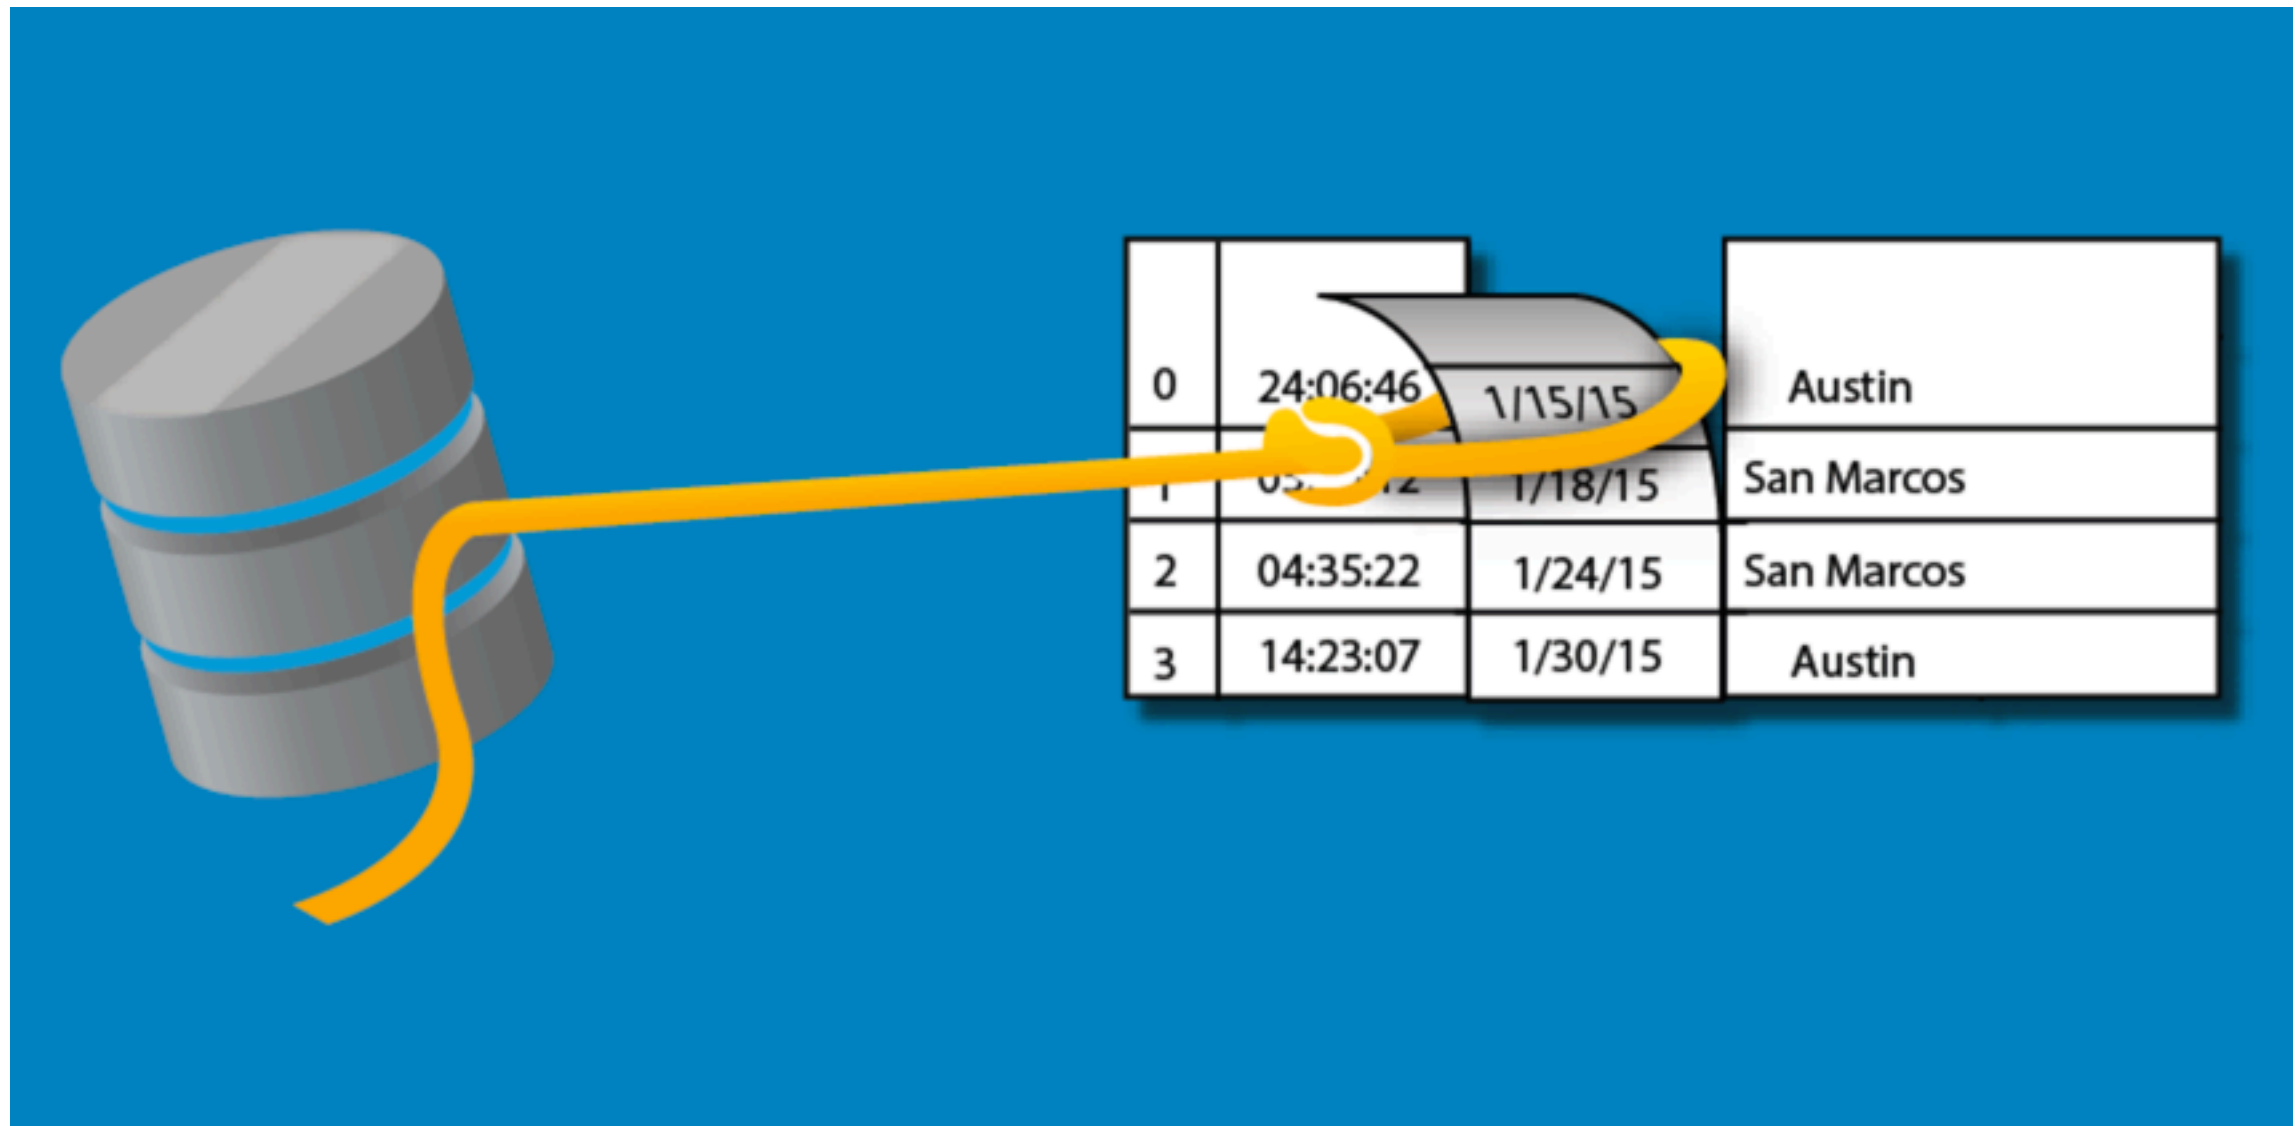 0 24:06:46 1/15/15 Austin
1/18/15 San Marcos
2 04:35:22 1/24/15 San Marcos
3 14:23:07 1/30/15 Austin